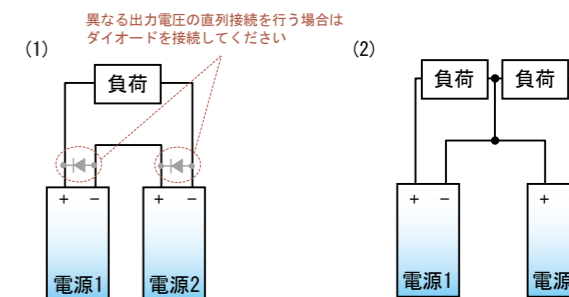 異なる出力電圧の直列接続を行う場合は
ダイオードを接続してください
(1)
負荷
+ − + −
電源1 電源2
(2)
負荷 負荷
+ − +
電源1 電源